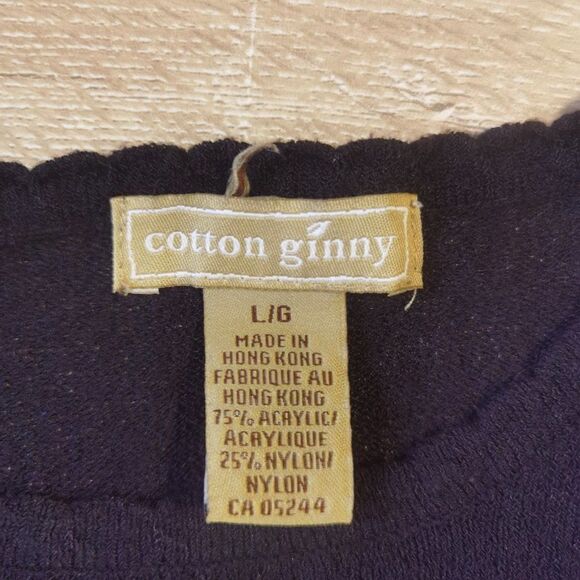 cotton ginny
L/G
MADE IN
HONG KONG
FABRIQUE AU
HONG KONG
75% ACRYLIC/
ACRYLIQUE
25% NYLON/
NYLON
CA 05244